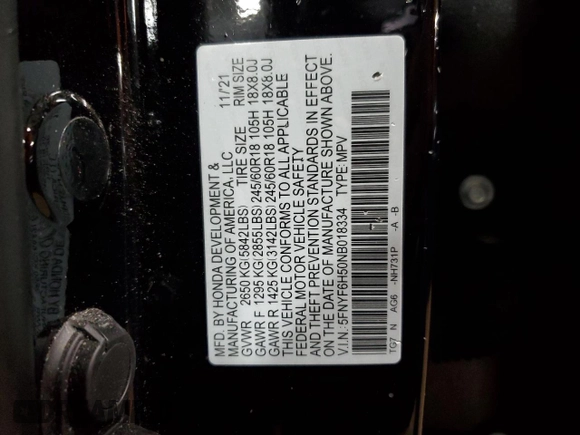 MFD. BY HONDA DEVELOPMENT &
MANUFACTURING OF AMERICA, LLC 11/'21
GVWR 2650 KG(5842LBS) TIRE SIZE RIM SIZE
GAWR F 1295 KG(2855LBS) 245/60R18 105H 18X8.0J
GAWR R 1425 KG(3142LBS) 245/60R18 105H 18X8.0J
THIS VEHICLE CONFORMS TO ALL APPLICABLE
FEDERAL MOTOR VEHICLE SAFETY
AND THEFT PREVENTION STANDARDS IN EFFECT
ON THE DATE OF MANUFACTURE SHOWN ABOVE.
V.I.N.: 5FNYF6H50NB018334 TYPE: MPV
TG7 N AG6 -NH731P -A -B